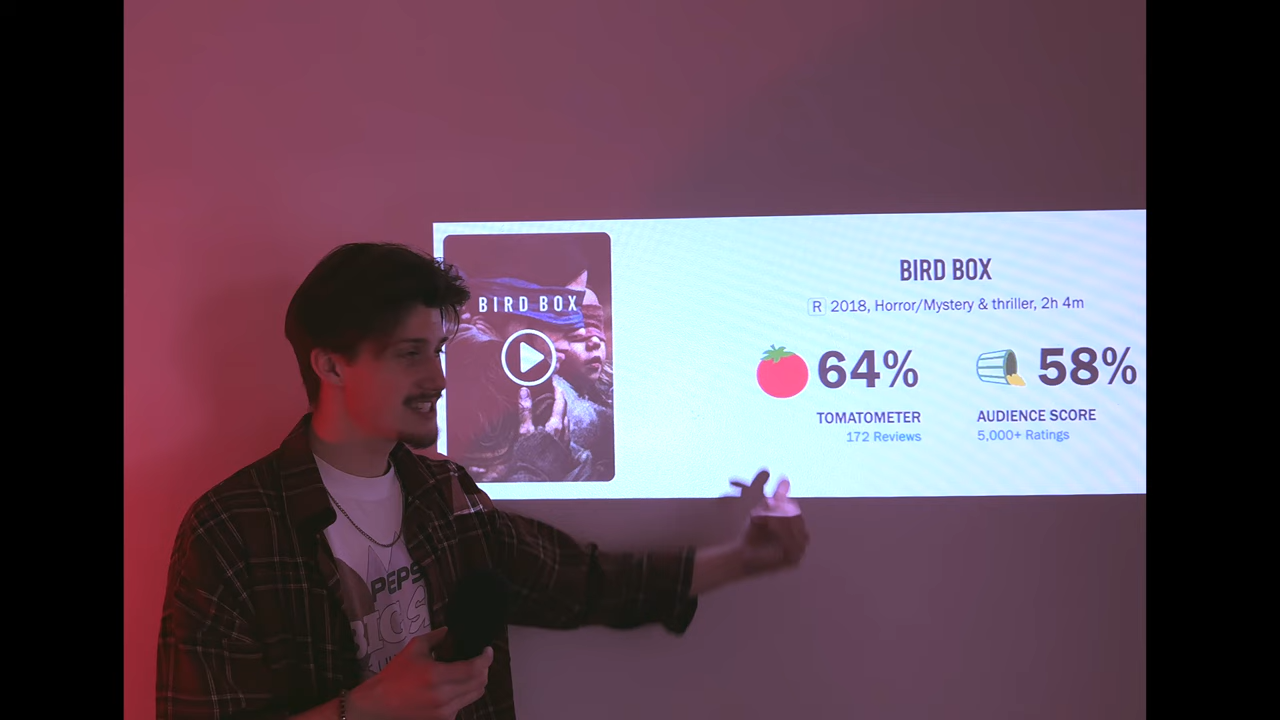 BIRD BOX
BIRD BOX
R 2018, Horror/Mystery & thriller, 2h 4m
64%
58%
TOMATOMETER
AUDIENCE SCORE
172 Reviews
5,000+ Ratings
PEPS